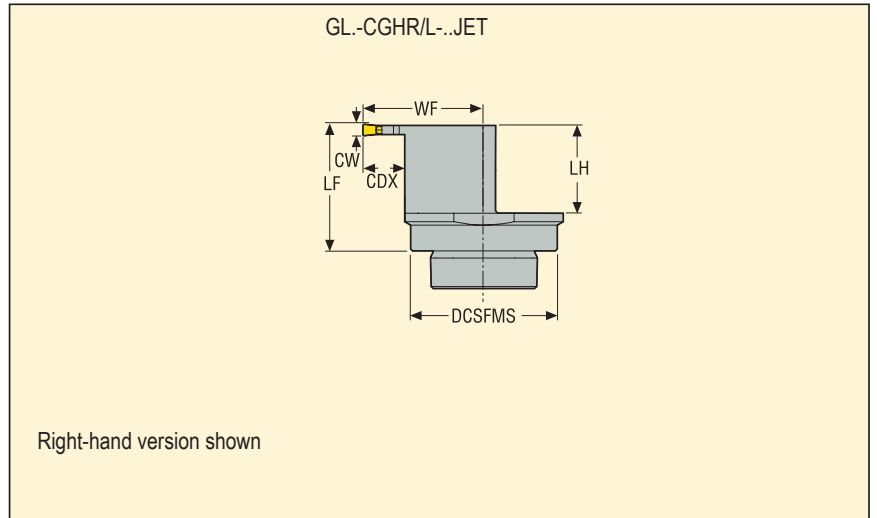 GL.-CGHR/L-..JET
WF
CW
CDX
LF
LH
DCSFMS
Right-hand version shown